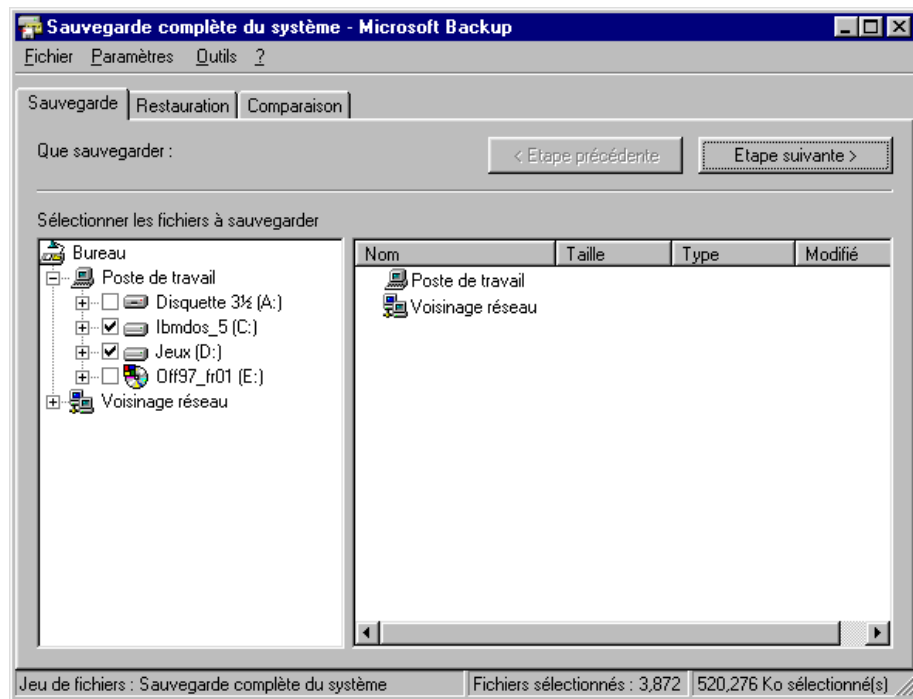 Sauvegarde complète du système - Microsoft Backup
Fichier Paramètres Outils ?
Sauvegarde Restauration Comparaison
Que sauvegarder :
< Etape précédente Etape suivante >
Sélectionner les fichiers à sauvegarder
Bureau
Poste de travail
Disquette 3½ (A:)
Ibmdos_5 (C:)
Jeux (D:)
Off97_fr01 (E:)
Voisinage réseau
Nom Taille Type Modifié
Poste de travail
Voisinage réseau
Jeu de fichiers : Sauvegarde complète du système Fichiers sélectionnés : 3,872 520,276 Ko sélectionné(s)